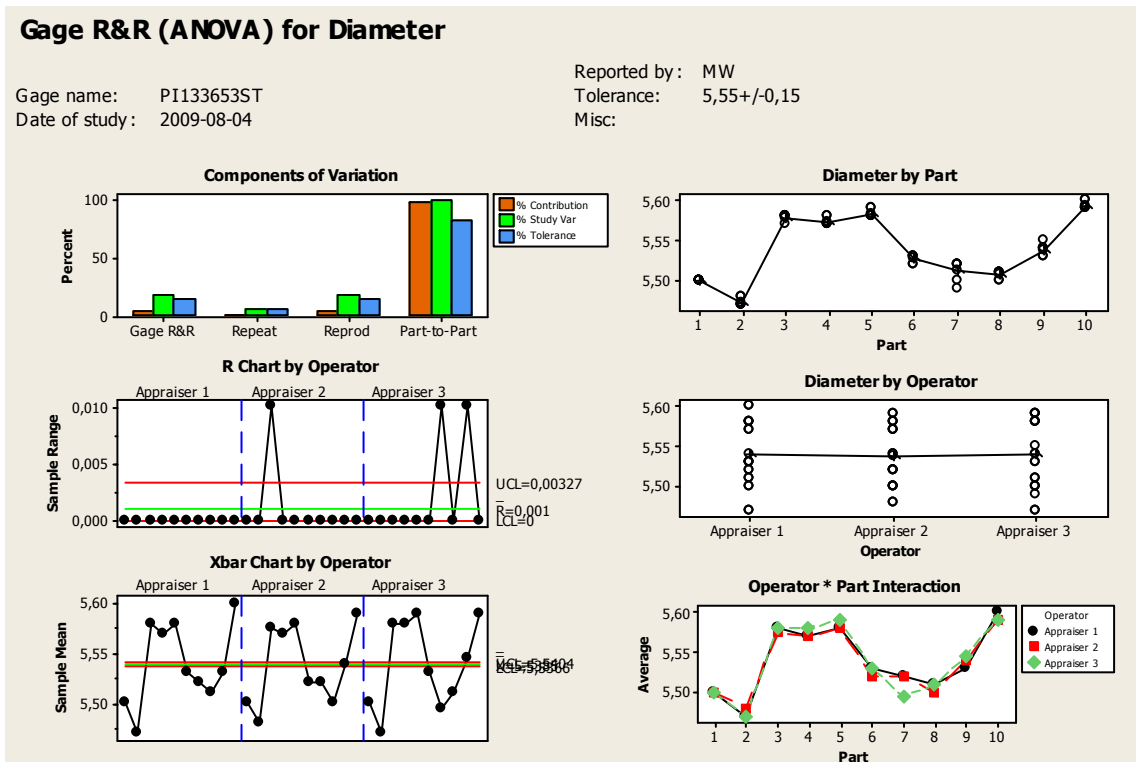 Gage R&R (ANOVA) for Diameter
Gage name: PI133653ST
Date of study: 2009-08-04
Reported by: MW
Tolerance: 5,55+/-0,15
Misc:
Components of Variation
Percent
100
50
0
Gage R&R Repeat Reprod Part-to-Part
% Contribution
% Study Var
% Tolerance
R Chart by Operator
Appraiser 1 Appraiser 2 Appraiser 3
Sample Range
0,010
0,005
0,000
UCL=0,00327
R=0,001
LCL=0
Xbar Chart by Operator
Appraiser 1 Appraiser 2 Appraiser 3
Sample Mean
5,60
5,55
5,50
Diameter by Part
5,60
5,55
5,50
1 2 3 4 5 6 7 8 9 10
Part
Diameter by Operator
5,60
5,55
5,50
Appraiser 1 Appraiser 2 Appraiser 3
Operator
Operator * Part Interaction
Average
5,60
5,55
5,50
1 2 3 4 5 6 7 8 9 10
Part
Operator
Appraiser 1
Appraiser 2
Appraiser 3